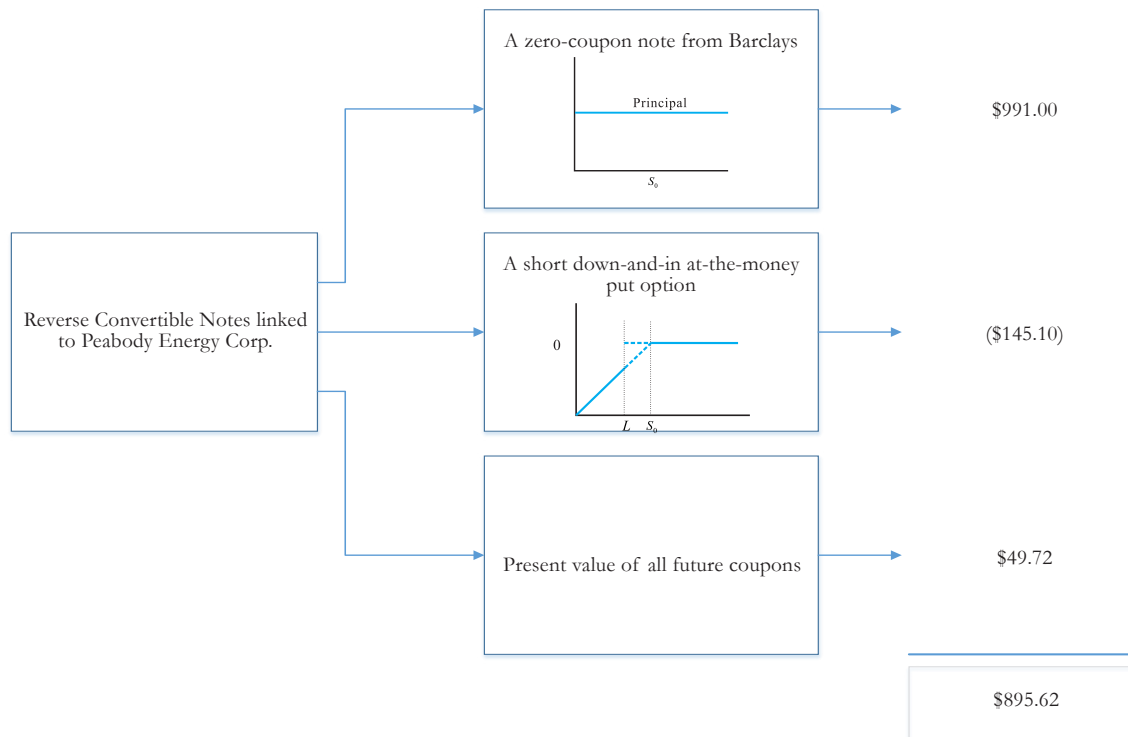 A zero-coupon note from Barclays
Principal
S₀
$991.00
Reverse Convertible Notes linked
to Peabody Energy Corp.
A short down-and-in at-the-money
put option
0
L S₀
($145.10)
Present value of all future coupons
$49.72
$895.62